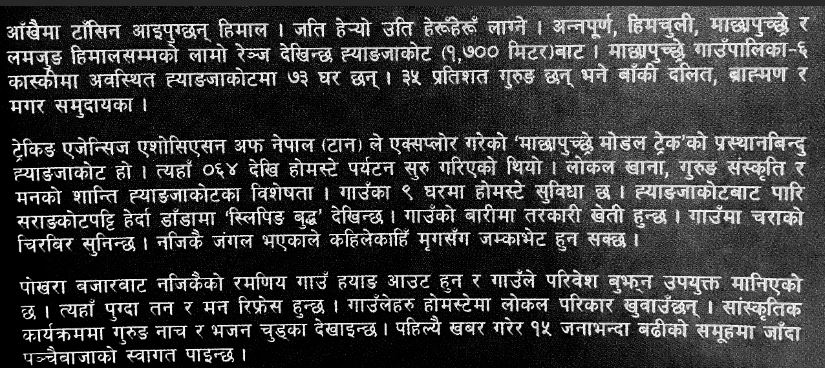 आँखैमा टाँसिन आइपुग्छन् हिमाल । जति हेर्‍यो उति हेरूँहेरूँ लाग्ने । अन्नपूर्ण, हिमचुली, माछापुच्छ्रे र
लमजुङ हिमालसम्मको लामो रेञ्ज देखिन्छ ह्याङजाकोट (१,७०० मिटर)बाट । माछापुच्छ्रे गाउँपालिका-६
कास्कीमा अवस्थित ह्याङजाकोटमा ७३ घर छन् । ३५ प्रतिशत गुरुङ छन् भने बाँकी दलित, ब्राह्मण र
मगर समुदायका ।
ट्रेकिङ एजेन्सिज एशोसिएसन अफ नेपाल (टान) ले एक्सप्लोर गरेको ‘माछापुच्छ्रे मोडल ट्रेक’को प्रस्थानबिन्दु
ह्याङजाकोट हो । त्यहाँ ०६४ देखि होमस्टे पर्यटन सुरु गरिएको थियो । लोकल खाना, गुरुङ संस्कृति र
मनको शान्ति ह्याङजाकोटका विशेषता । गाउँका ९ घरमा होमस्टे सुविधा छ । ह्याङजाकोटबाट पारि
सराङकोटपट्टि हेर्दा डाँडामा ‘स्लिपिङ बुद्ध’ देखिन्छ । गाउँको बारीमा तरकारी खेती हुन्छ । गाउँमा चराको
चिरबिर सुनिन्छ । नजिकै जंगल भएकाले कहिलेकाहिँ मृगसँग जम्काभेट हुन सक्छ ।
पोखरा बजारबाट नजिकैको रमणिय गाउँ हयाङ आउट हुन र गाउँले परिवेश बुझ्न उपयुक्त मानिएको
छ । त्यहाँ पुग्दा तन र मन रिफ्रेस हुन्छ । गाउँलेहरु होमस्टेमा लोकल परिकार खुवाउँछन् । सांस्कृतिक
कार्यक्रममा गुरुङ नाच र भजन चुड्का देखाइन्छ । पहिल्यै खबर गरेर १५ जनाभन्दा बढीको समूहमा जाँदा
पञ्चैबाजाको स्वागत पाइन्छ ।